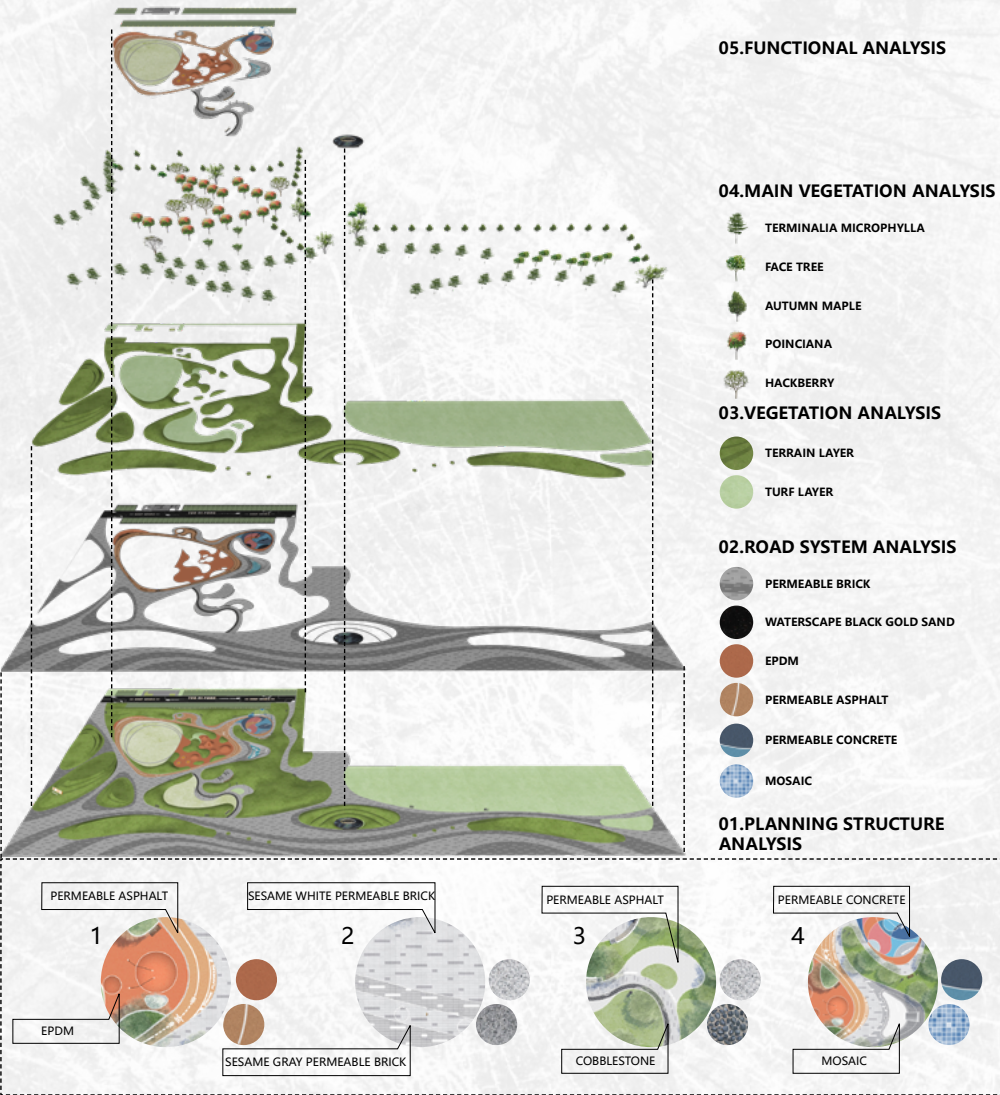 05.FUNCTIONAL ANALYSIS
04.MAIN VEGETATION ANALYSIS
TERMINALIA MICROPHYLLA
FACE TREE
AUTUMN MAPLE
POINCIANA
HACKBERRY
03.VEGETATION ANALYSIS
TERRAIN LAYER
TURF LAYER
02.ROAD SYSTEM ANALYSIS
PERMEABLE BRICK
WATERSCAPE BLACK GOLD SAND
EPDM
PERMEABLE ASPHALT
PERMEABLE CONCRETE
MOSAIC
01.PLANNING STRUCTURE
ANALYSIS
PERMEABLE ASPHALT
1
EPDM
SESAME WHITE PERMEABLE BRICK
2
SESAME GRAY PERMEABLE BRICK
PERMEABLE ASPHALT
3
COBBLESTONE
PERMEABLE CONCRETE
4
MOSAIC